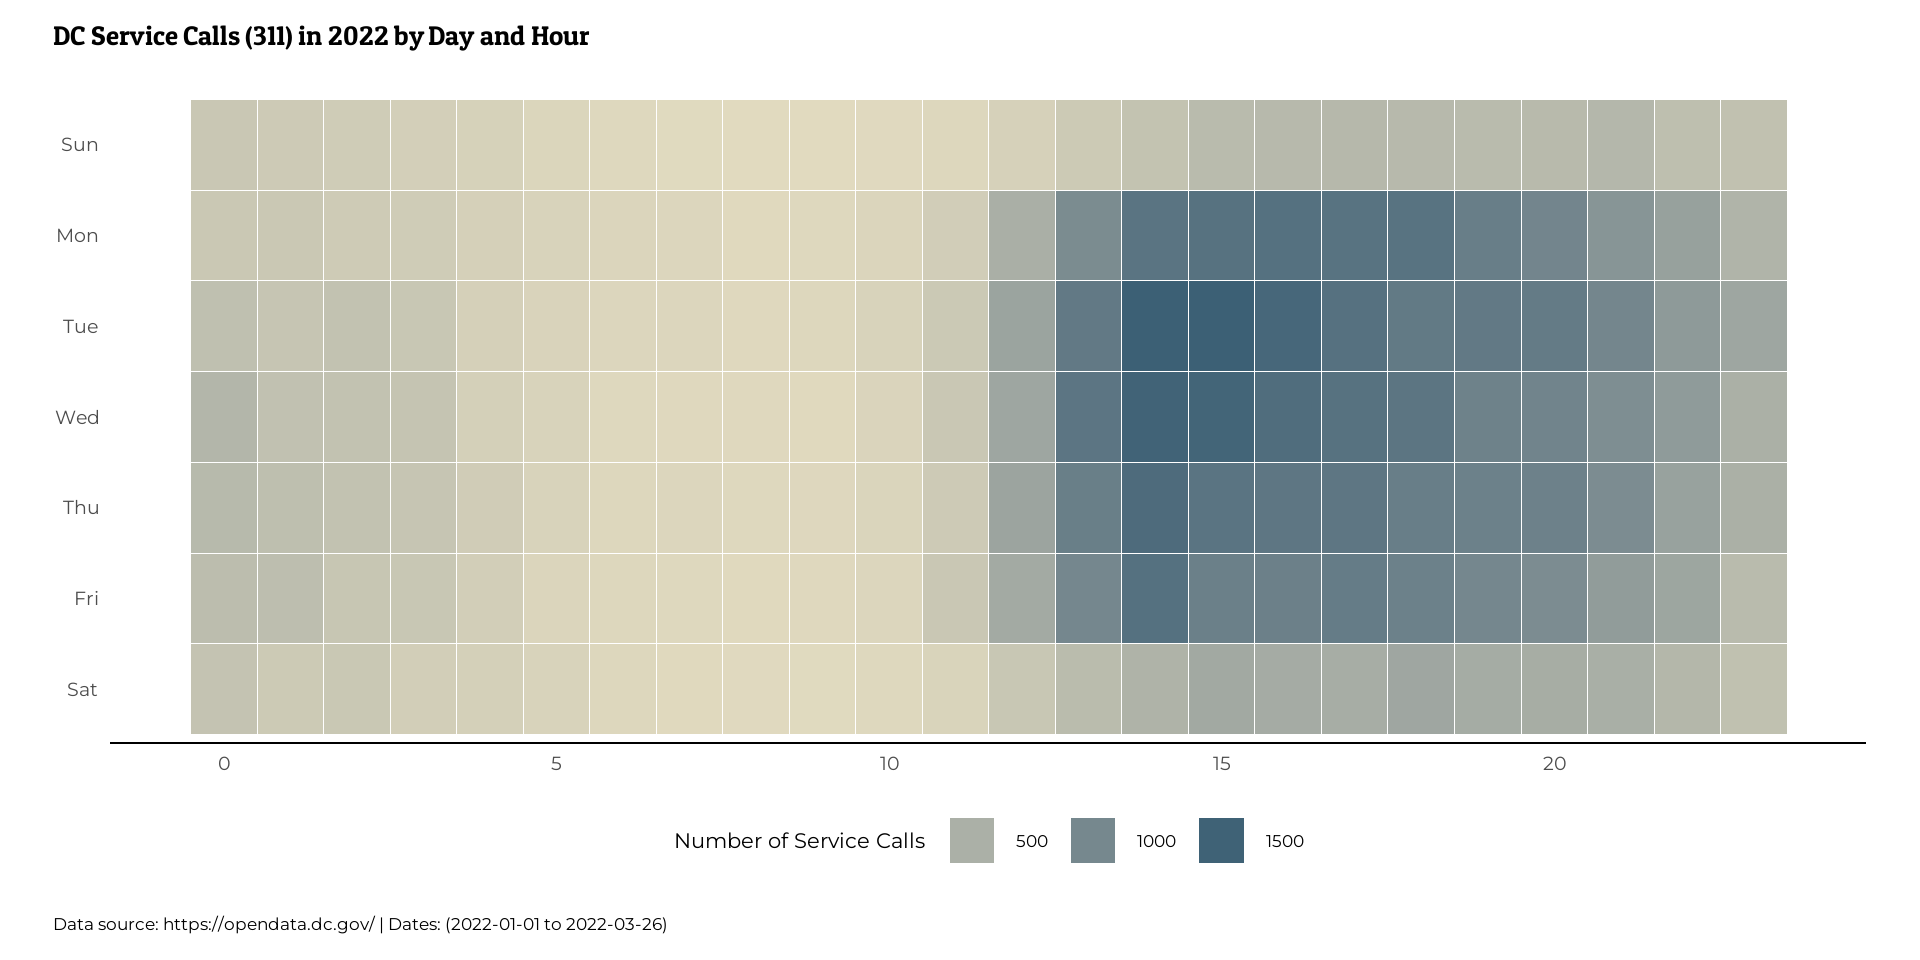 DC Service Calls (311) in 2022 by Day and Hour
Sun
Mon
Tue
Wed
Thu
Fri
Sat
0 5 10 15 20
Number of Service Calls 500 1000 1500
Data source: https://opendata.dc.gov/ | Dates: (2022-01-01 to 2022-03-26)